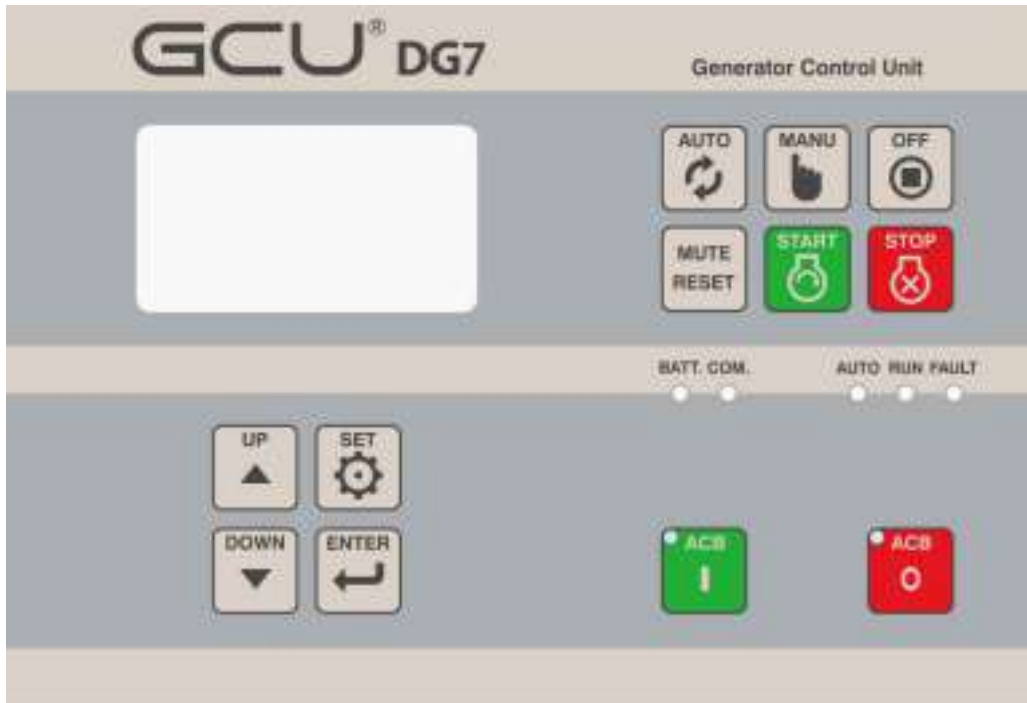 GCU® DG7
Generator Control Unit
AUTO MANU OFF
MUTE RESET
START STOP
BATT. COM. AUTO RUN FAULT
UP SET
DOWN ENTER
ACB I
ACB O